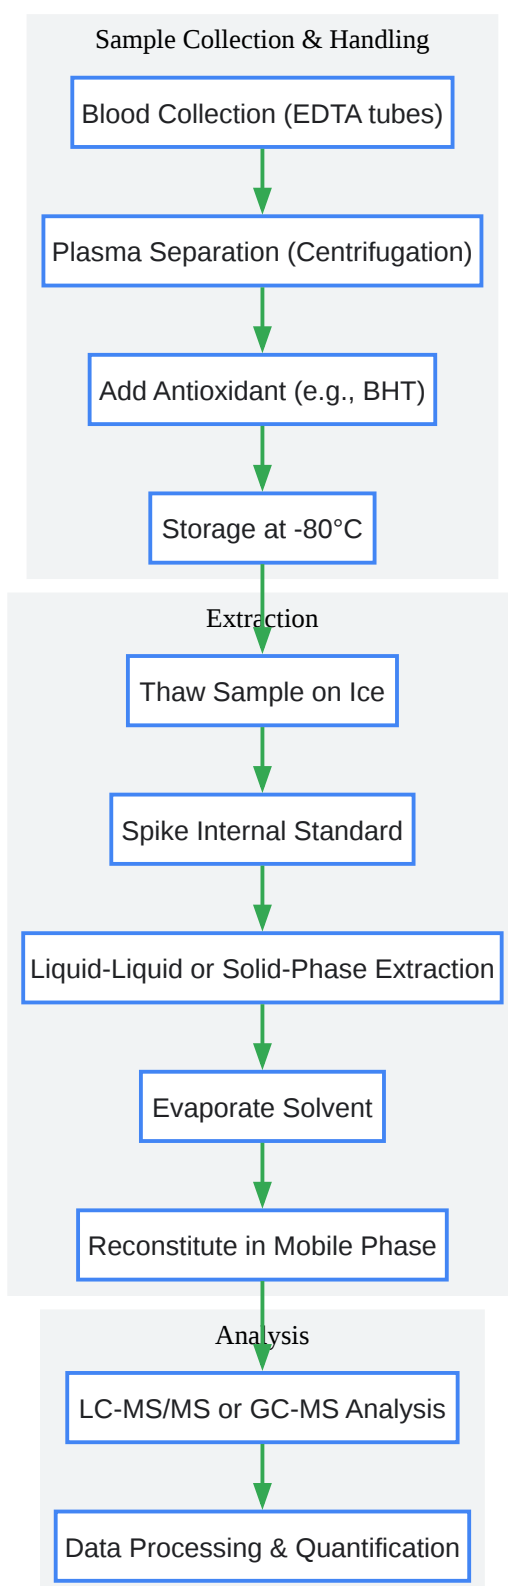 Sample Collection & Handling
Blood Collection (EDTA tubes)
Plasma Separation (Centrifugation)
Add Antioxidant (e.g., BHT)
Storage at -80°C
Extraction
Thaw Sample on Ice
Spike Internal Standard
Liquid-Liquid or Solid-Phase Extraction
Evaporate Solvent
Reconstitute in Mobile Phase
Analysis
LC-MS/MS or GC-MS Analysis
Data Processing & Quantification